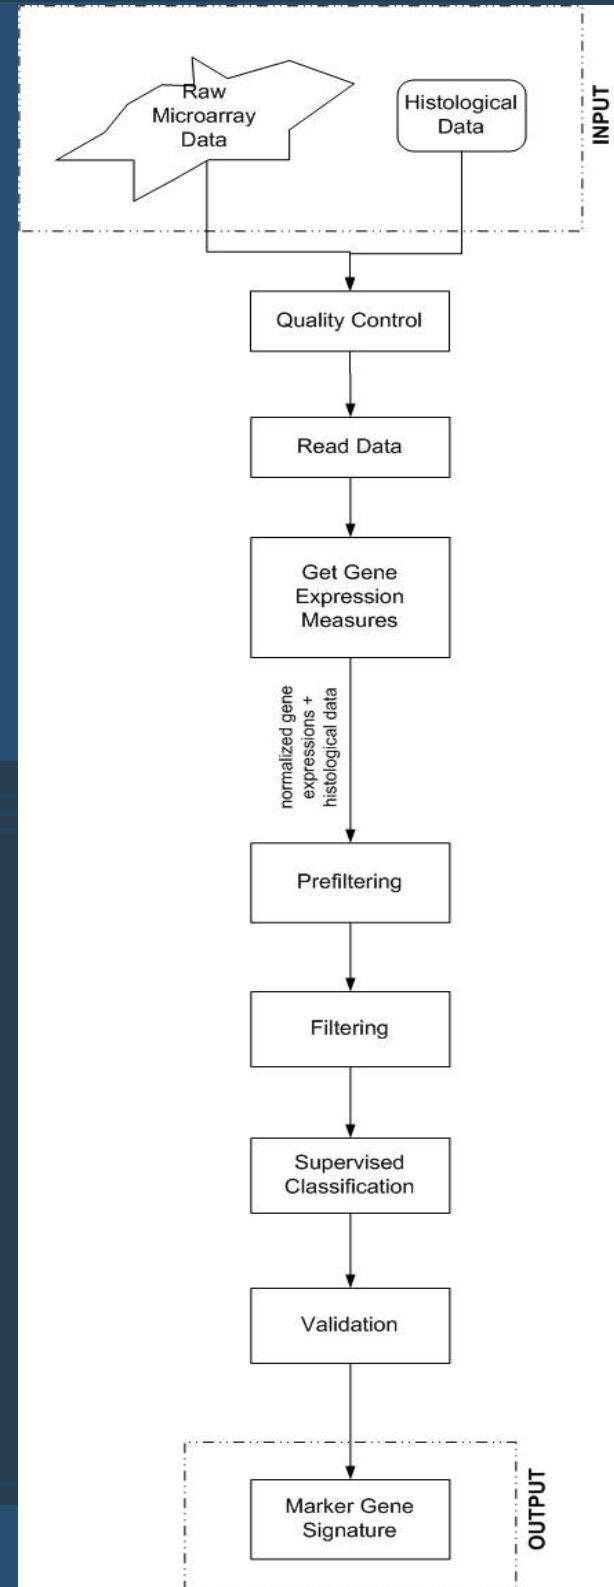 Raw
Microarray
Data
Histological
Data
INPUT
Quality Control
Read Data
Get Gene
Expression
Measures
normalized gene
expressions +
histological data
Prefiltering
Filtering
Supervised
Classification
Validation
Marker Gene
Signature
OUTPUT